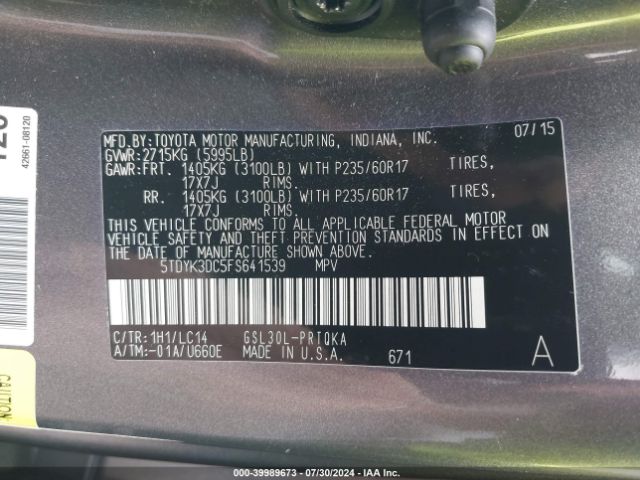 42661-08120
MFD.BY:TOYOTA MOTOR MANUFACTURING, INDIANA, INC. 07/15
GVWR:2715KG (5995LB)
GAWR:FRT. 1405KG (3100LB) WITH P235/60R17 TIRES,
17X7J RIMS.
RR. 1405KG (3100LB) WITH P235/60R17 TIRES,
17X7J RIMS.
THIS VEHICLE CONFORMS TO ALL APPLICABLE FEDERAL MOTOR
VEHICLE SAFETY AND THEFT PREVENTION STANDARDS IN EFFECT ON
THE DATE OF MANUFACTURE SHOWN ABOVE.
5TDYK3DC5FS641539 MPV
C/TR:1H1/LC14 GSL30L-PRTQKA
A/TM:-01A/U660E MADE IN U.S.A. 671 A
000-39989673 - 07/30/2024 - IAA